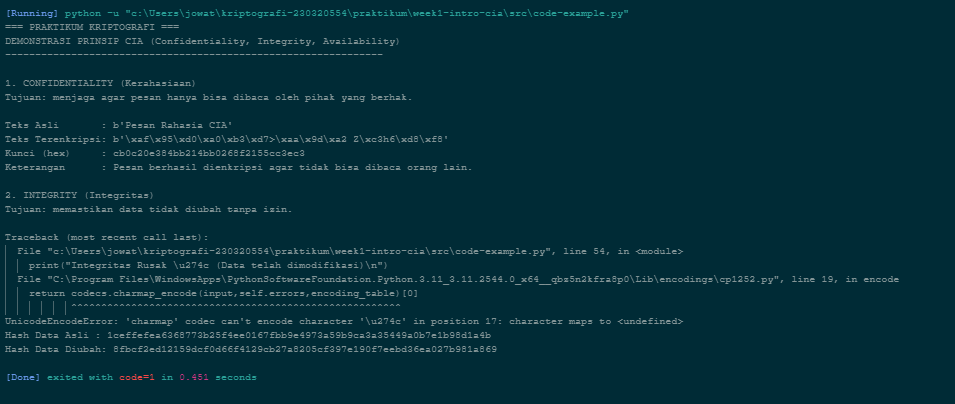 [Running] python -u "c:\Users\jowat\kriptografi-230320554\praktikum\week1-intro-cia\src\code-example.py"
=== PRAKTIKUM KRIPTOGRAFI ===
DEMONSTRASI PRINSIP CIA (Confidentiality, Integrity, Availability)
----------------------------------------------------------------
1. CONFIDENTIALITY (Kerahasiaan)
Tujuan: menjaga agar pesan hanya bisa dibaca oleh pihak yang berhak.
Teks Asli : b'Pesan Rahasia CIA'
Teks Terenkripsi: b'\xaf\x95\xd0\xa0\xb3\xd7>\xaa\x9d\xa2 Z\xc3h6\xd8\xf8'
Kunci (hex) : cb0c20e384bb214bb0268f2155cc3ec3
Keterangan : Pesan berhasil dienkripsi agar tidak bisa dibaca orang lain.
2. INTEGRITY (Integritas)
Tujuan: memastikan data tidak diubah tanpa izin.
Traceback (most recent call last):
File "c:\Users\jowat\kriptografi-230320554\praktikum\week1-intro-cia\src\code-example.py", line 54, in <module>
print("Integritas Rusak \u274c (Data telah dimodifikasi)\n")
File "C:\Program Files\WindowsApps\PythonSoftwareFoundation.Python.3.11_3.11.2544.0_x64__qbz5n2kfra8p0\Lib\encodings\cp1252.py", line 19, in encode
return codecs.charmap_encode(input,self.errors,encoding_table)[0]
^^^^^^^^^^^^^^^^^^^^^^^^^^^^^^^^^^^^^^^^^^^^^^^^^^^^^^
UnicodeEncodeError: 'charmap' codec can't encode character '\u274c' in position 17: character maps to <undefined>
Hash Data Asli : 1ceffefea6368773b25f4ee0167fbb9e4973a59b9ca3a35449a0b7e1b98d1a4b
Hash Data Diubah: 8fbcf2ed12159dcf0d66f4129cb27a8205cf397e190f7eebd36ea027b981a869
[Done] exited with code=1 in 0.451 seconds